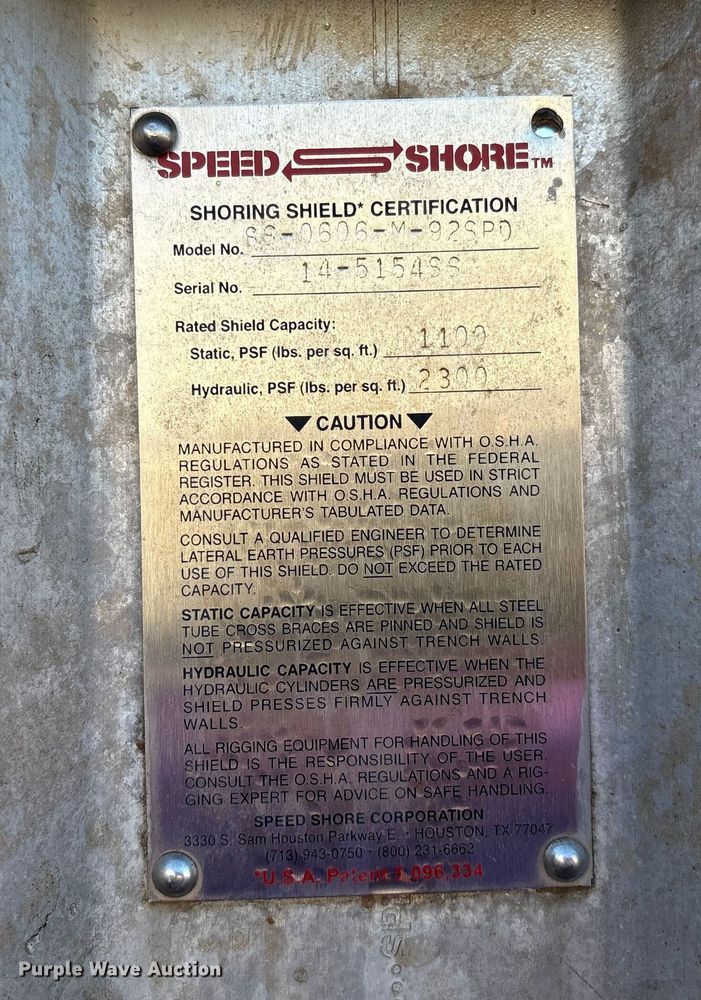 SPEED SHORE™
SHORING SHIELD* CERTIFICATION
Model No. SS-0606-M-92SPD
Serial No. 14-5154SS
Rated Shield Capacity:
Static, PSF (lbs. per sq. ft.) 1100
Hydraulic, PSF (lbs. per sq. ft.) 2300
▼ CAUTION ▼
MANUFACTURED IN COMPLIANCE WITH O.S.H.A.
REGULATIONS AS STATED IN THE FEDERAL
REGISTER. THIS SHIELD MUST BE USED IN STRICT
ACCORDANCE WITH O.S.H.A. REGULATIONS AND
MANUFACTURER'S TABULATED DATA.
CONSULT A QUALIFIED ENGINEER TO DETERMINE
LATERAL EARTH PRESSURES (PSF) PRIOR TO EACH
USE OF THIS SHIELD. DO NOT EXCEED THE RATED
CAPACITY.
STATIC CAPACITY IS EFFECTIVE WHEN ALL STEEL
TUBE CROSS BRACES ARE PINNED AND SHIELD IS
NOT PRESSURIZED AGAINST TRENCH WALLS.
HYDRAULIC CAPACITY IS EFFECTIVE WHEN THE
HYDRAULIC CYLINDERS ARE PRESSURIZED AND
SHIELD PRESSES FIRMLY AGAINST TRENCH
WALLS.
ALL RIGGING EQUIPMENT FOR HANDLING OF THIS
SHIELD IS THE RESPONSIBILITY OF THE USER.
CONSULT THE O.S.H.A. REGULATIONS AND A RIG-
GING EXPERT FOR ADVICE ON SAFE HANDLING.
SPEED SHORE CORPORATION
3330 S. Sam Houston Parkway E. • HOUSTON, TX 77047
(713) 943-0750 • (800) 231-6662
*U.S.A. Patent 5,096,334
Purple Wave Auction